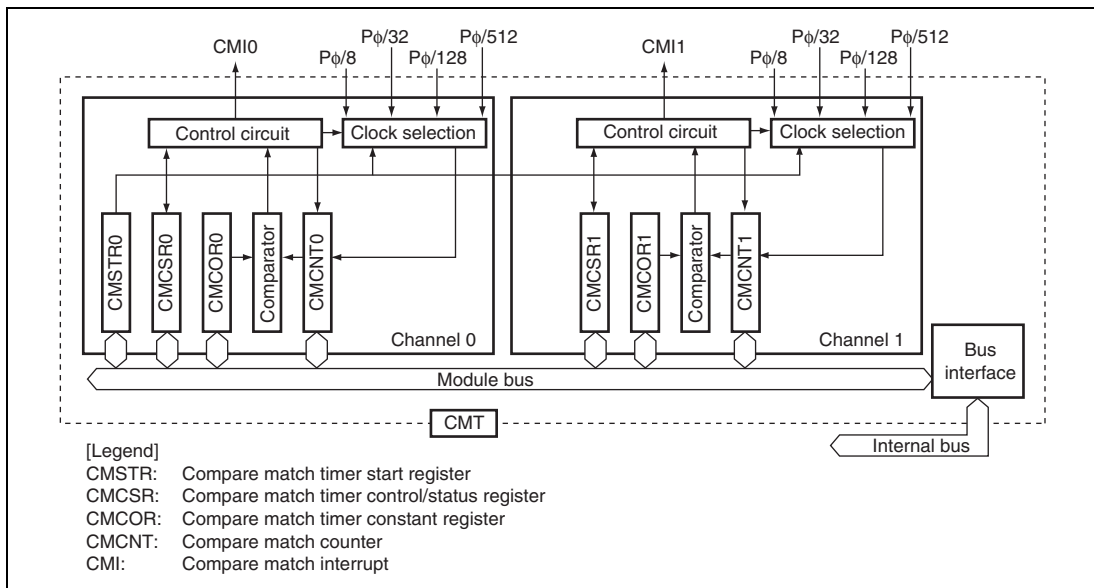 CMI0
Pφ/8
Pφ/32
Pφ/128
Pφ/512
CMI1
Pφ/8
Pφ/32
Pφ/128
Pφ/512
Control circuit
Clock selection
Control circuit
Clock selection
CMSTR0
CMCSR0
CMCOR0
Comparator
CMCNT0
CMCSR1
CMCOR1
Comparator
CMCNT1
Channel 0
Channel 1
Module bus
Bus
interface
CMT
Internal bus
[Legend]
CMSTR: Compare match timer start register
CMCSR: Compare match timer control/status register
CMCOR: Compare match timer constant register
CMCNT: Compare match counter
CMI: Compare match interrupt